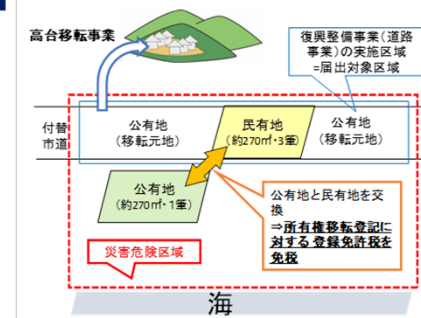 高台移転事業
復興整備事業（道路
事業）の実施区域
=届出対象区域
付替
市道
公有地
（移転元地）
民有地
（約270㎡・3筆）
公有地
（移転元地）
公有地
（約270㎡・1筆）
公有地と民有地を交
換
⇒所有権移転登記に
対する登録免許税を
免税
災害危険区域
海